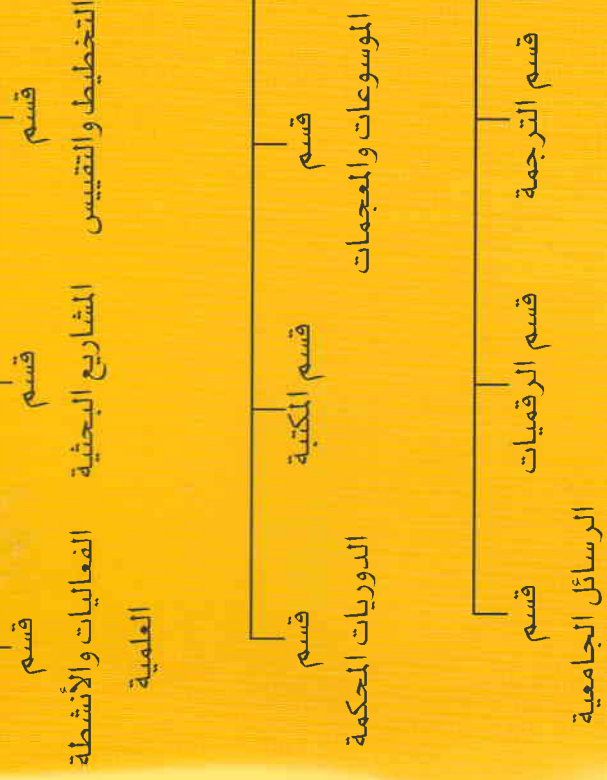 قسم
التخطيط والتقييس
قسم
المشاريع البحثية
قسم
الفعاليات والأنشطة
العلمية
قسم
الموسوعات والمعجمات
قسم المكتبة
قسم
الدوريات المحكمة
قسم الترجمة
قسم الرقميات
قسم
الرسائل الجامعية